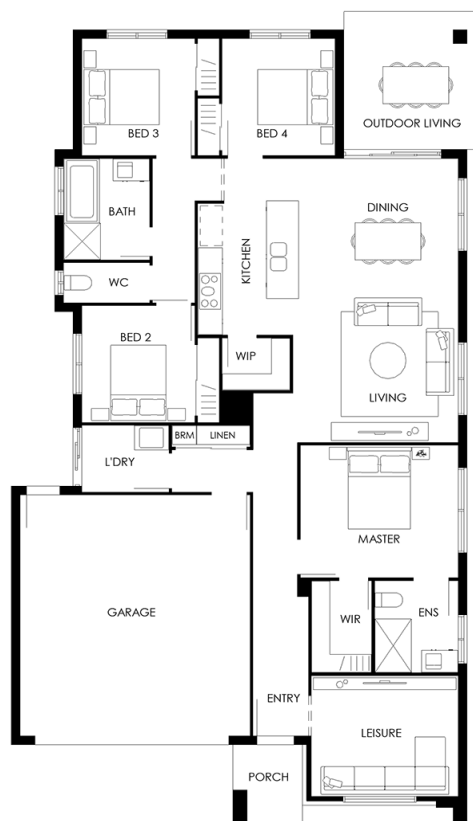 OUTDOOR LIVING
BED 3
BED 4
BATH
DINING
KITCHEN
WC
BED 2
WIP
LIVING
BRM
LINEN
L'DRY
MASTER
GARAGE
WIR
ENS
ENTRY
LEISURE
PORCH